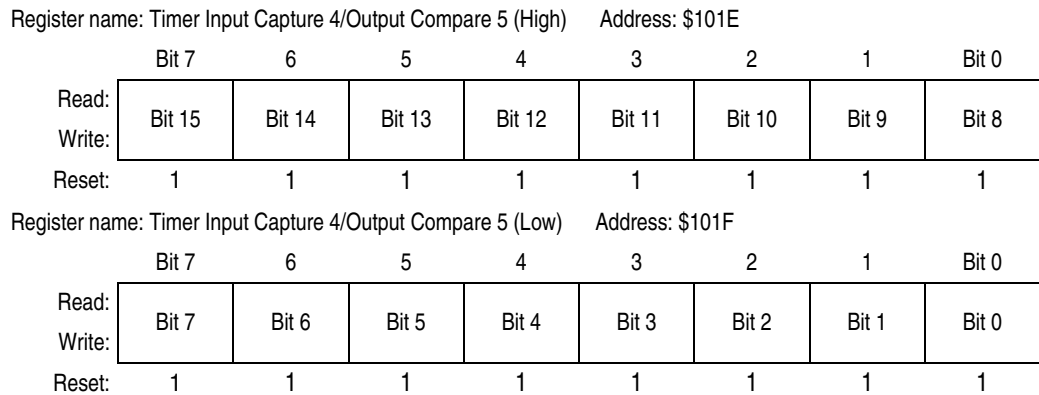 Register name: Timer Input Capture 4/Output Compare 5 (High) Address: $101E
Bit 7 6 5 4 3 2 1 Bit 0
Read:
Bit 15 Bit 14 Bit 13 Bit 12 Bit 11 Bit 10 Bit 9 Bit 8
Write:
Reset: 1 1 1 1 1 1 1 1
Register name: Timer Input Capture 4/Output Compare 5 (Low) Address: $101F
Bit 7 6 5 4 3 2 1 Bit 0
Read:
Bit 7 Bit 6 Bit 5 Bit 4 Bit 3 Bit 2 Bit 1 Bit 0
Write:
Reset: 1 1 1 1 1 1 1 1